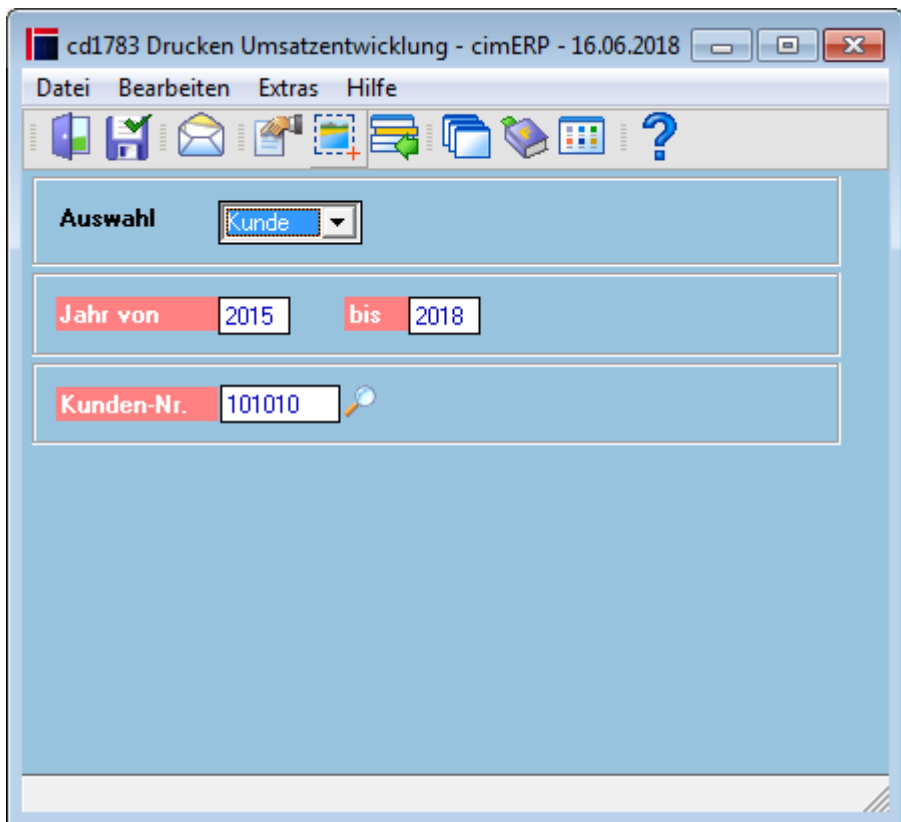 cd1783 Drucken Umsatzentwicklung - cimERP - 16.06.2018
Datei Bearbeiten Extras Hilfe
Auswahl Kunde
Jahr von 2015 bis 2018
Kunden-Nr. 101010